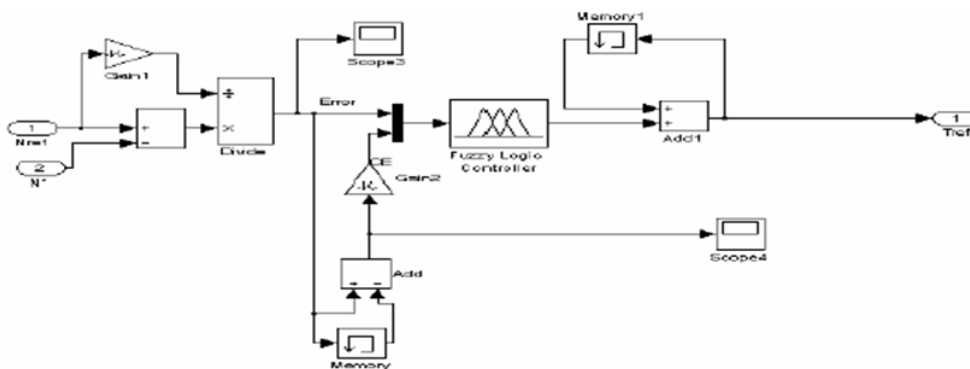 Memory1
Scope3
Gain1
Error
1
Nref
Divide
2
N*
CE
Gain2
Fuzzy Logic
Controller
Add1
1
Tref
Scope4
Add
Memory